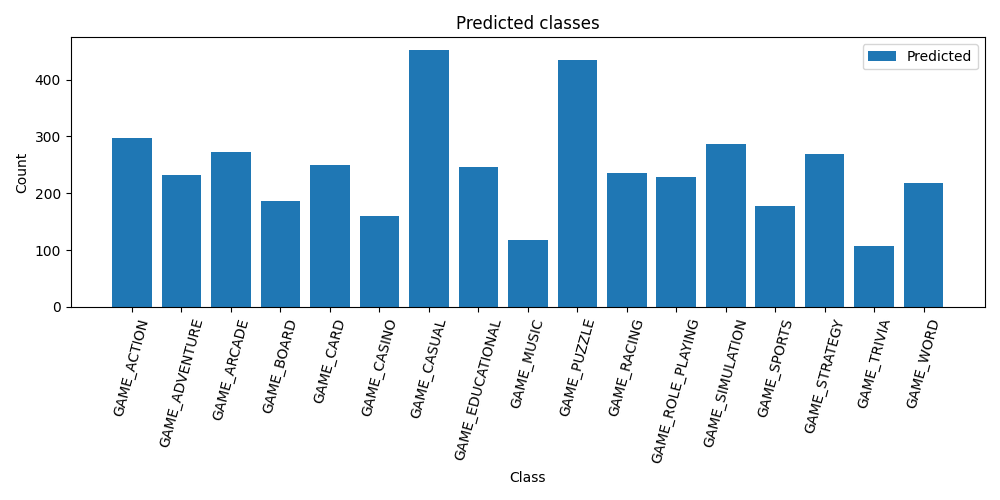 Predicted classes
Predicted
Count
400
300
200
100
0
GAME_ACTION
GAME_ADVENTURE
GAME_ARCADE
GAME_BOARD
GAME_CARD
GAME_CASINO
GAME_CASUAL
GAME_EDUCATIONAL
GAME_MUSIC
GAME_PUZZLE
GAME_RACING
GAME_ROLE_PLAYING
GAME_SIMULATION
GAME_SPORTS
GAME_STRATEGY
GAME_TRIVIA
GAME_WORD
Class